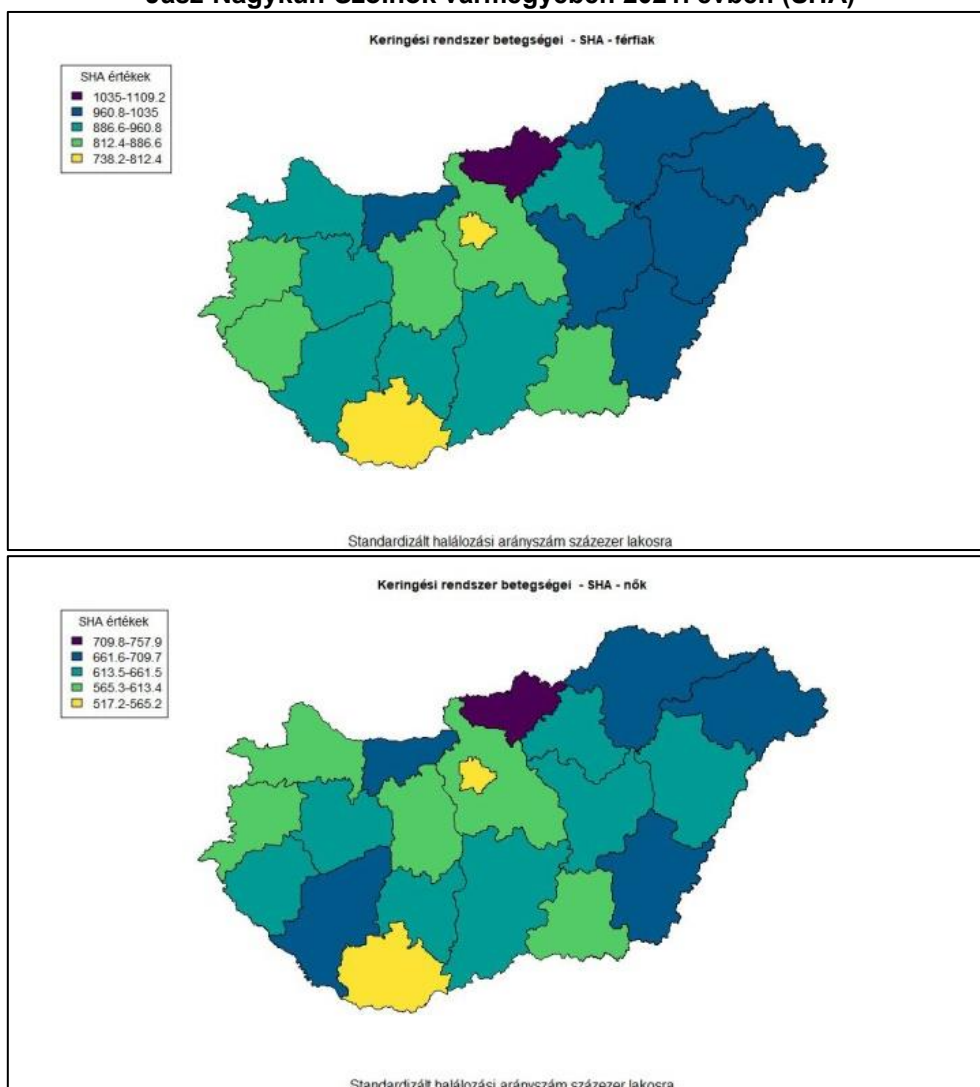 Jász-Nagykun-Szolnok vármegyében 2021. évben (SHA)
Keringési rendszer betegségei - SHA - férfiak
SHA értékek
1035-1109.2
960.8-1035
886.6-960.8
812.4-886.6
738.2-812.4
Standardizált halálozási arányszám százezer lakosra
Keringési rendszer betegségei - SHA - nők
SHA értékek
709.8-757.9
661.6-709.7
613.5-661.5
565.3-613.4
517.2-565.2
Standardizált halálozási arányszám százezer lakosra